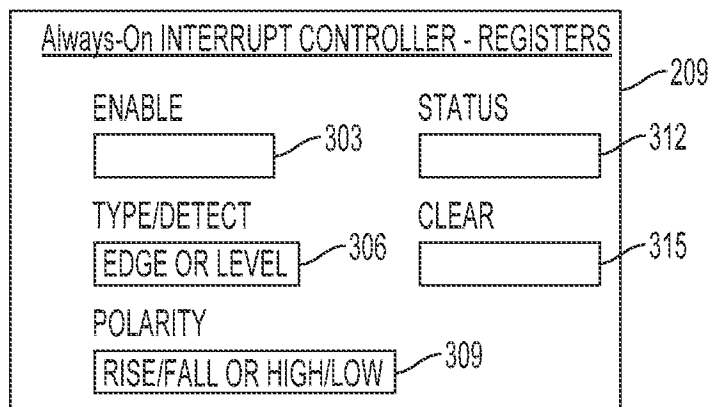 Always-On INTERRUPT CONTROLLER - REGISTERS
209
ENABLE
303
STATUS
312
TYPE/DETECT
EDGE OR LEVEL
306
CLEAR
315
POLARITY
RISE/FALL OR HIGH/LOW
309